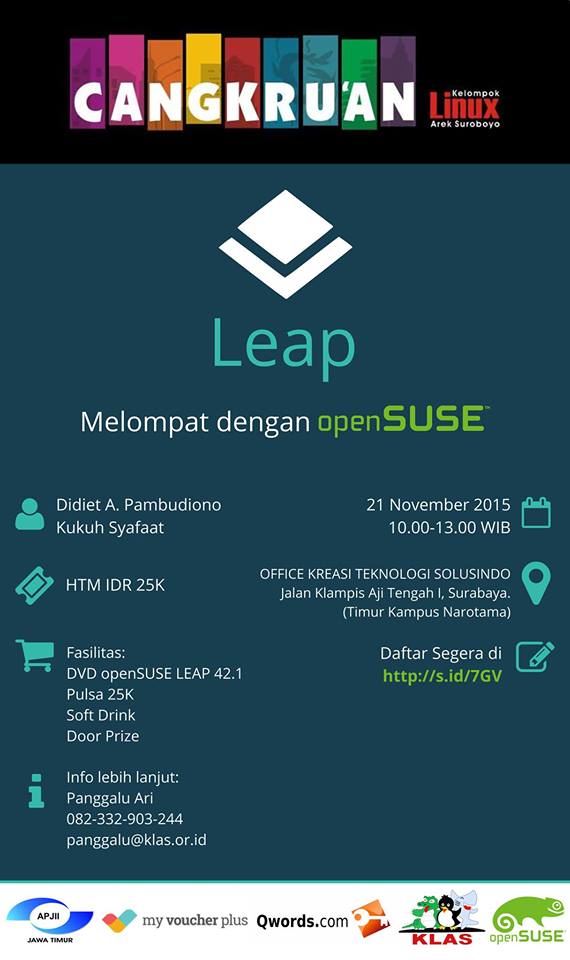 CANGKRU'AN
Kelompok
Linux
Arek Suroboyo
Leap
Melompat dengan openSUSE™
Didiet A. Pambudiono
Kukuh Syafaat
21 November 2015
10.00-13.00 WIB
HTM IDR 25K
OFFICE KREASI TEKNOLOGI SOLUSINDO
Jalan Klampis Aji Tengah I, Surabaya.
(Timur Kampus Narotama)
Fasilitas:
DVD openSUSE LEAP 42.1
Pulsa 25K
Soft Drink
Door Prize
Daftar Segera di
http://s.id/7GV
Info lebih lanjut:
Panggalu Ari
082-332-903-244
panggalu@klas.or.id
APJII
JAWA TIMUR
my voucher plus
Qwords.com
KLAS
openSUSE